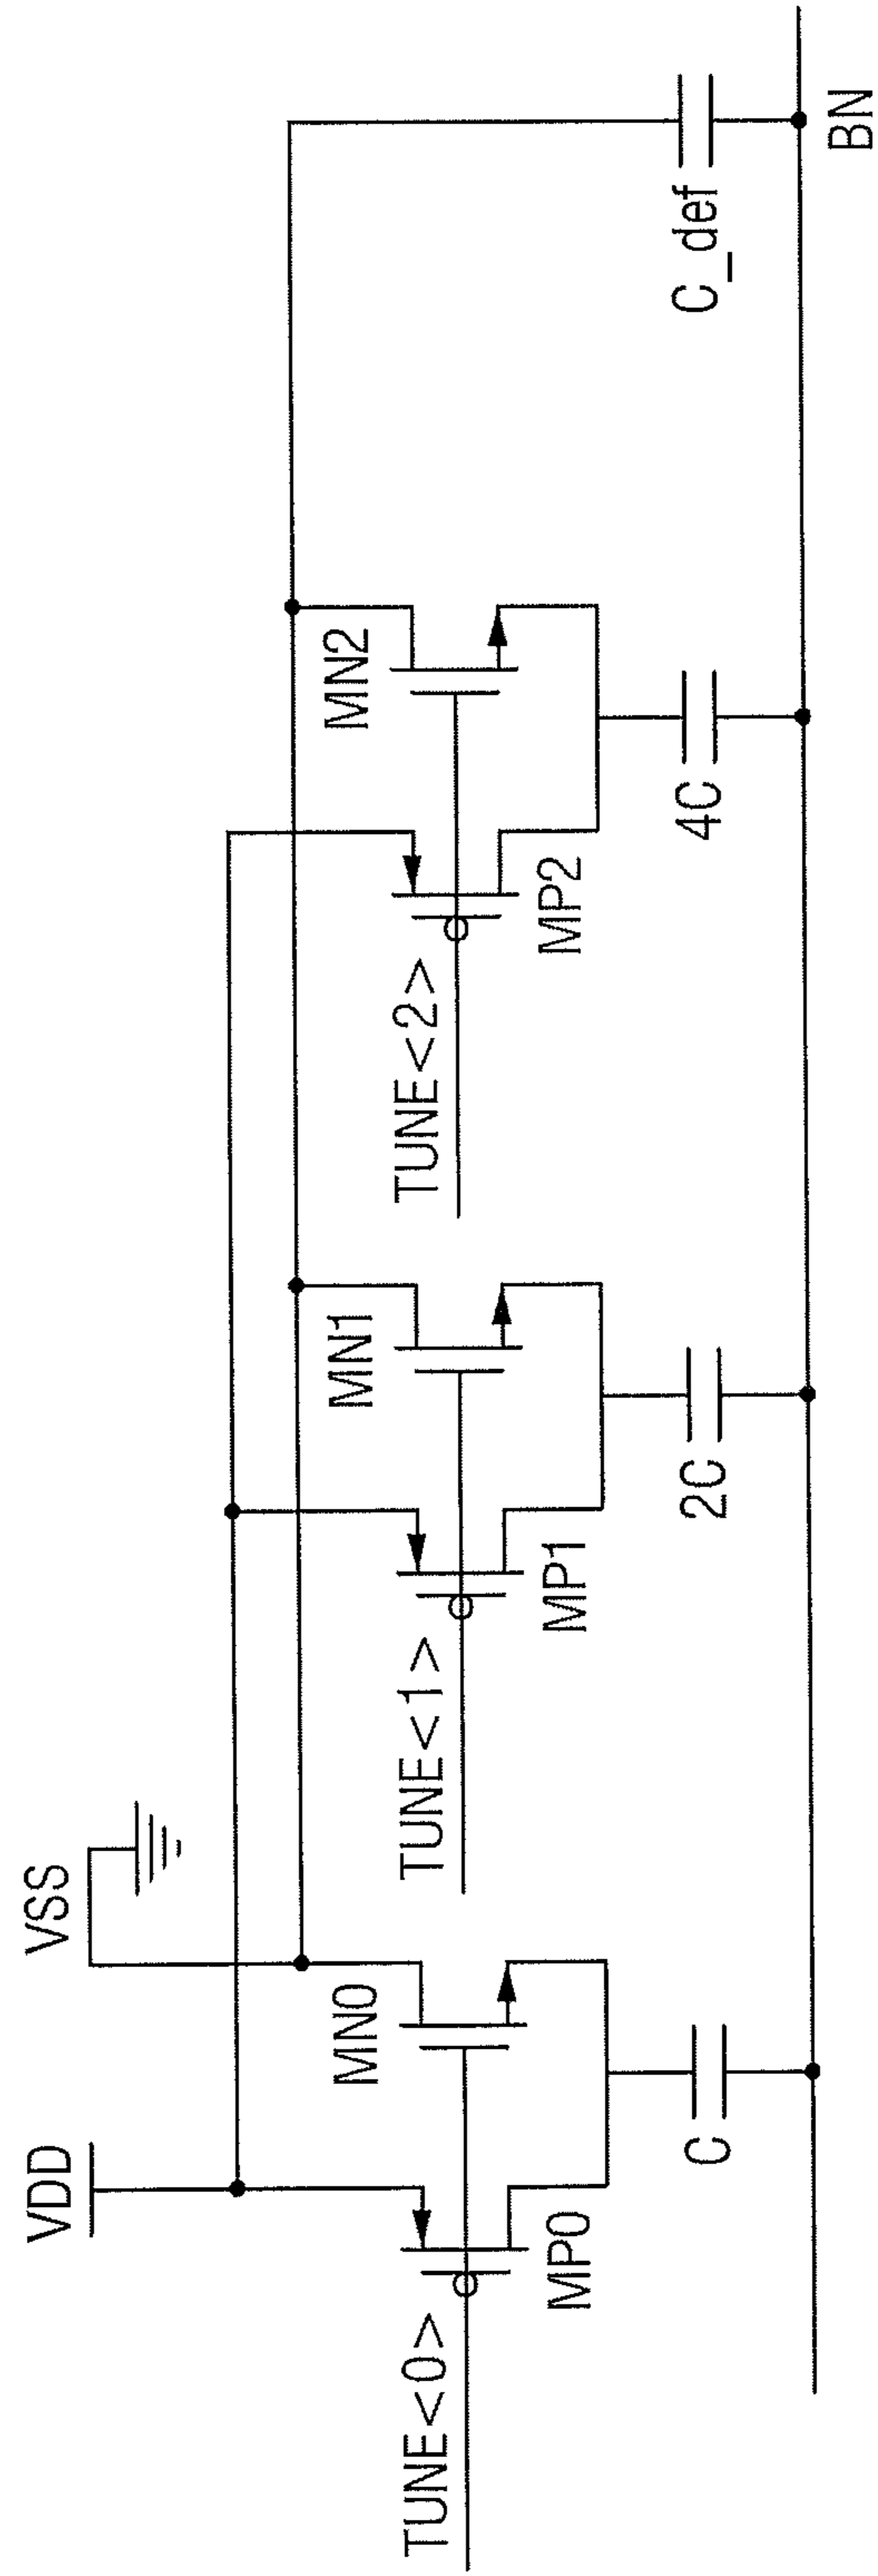 VDD
VSS
TUNE<0>
MP0
MN0
C
TUNE<1>
MP1
MN1
2C
TUNE<2>
MP2
MN2
4C
C_def
BN